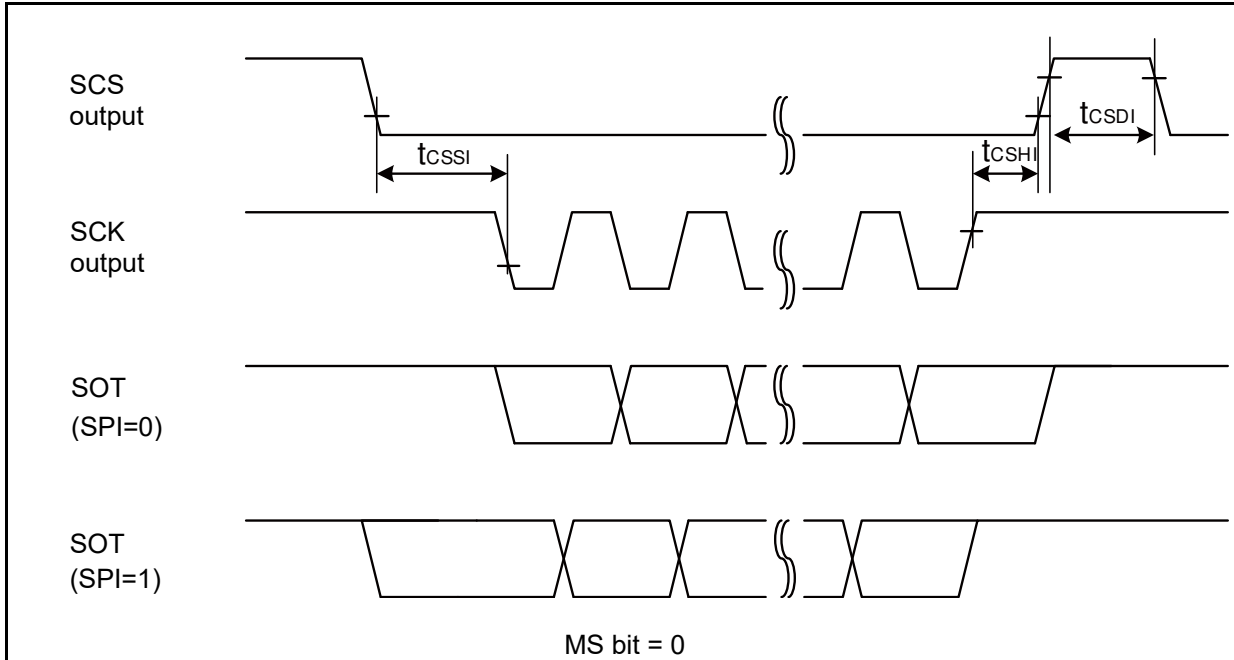 SCS
output
tCSSI
tCSHI
tCSDI
SCK
output
SOT
(SPI=0)
SOT
(SPI=1)
MS bit = 0